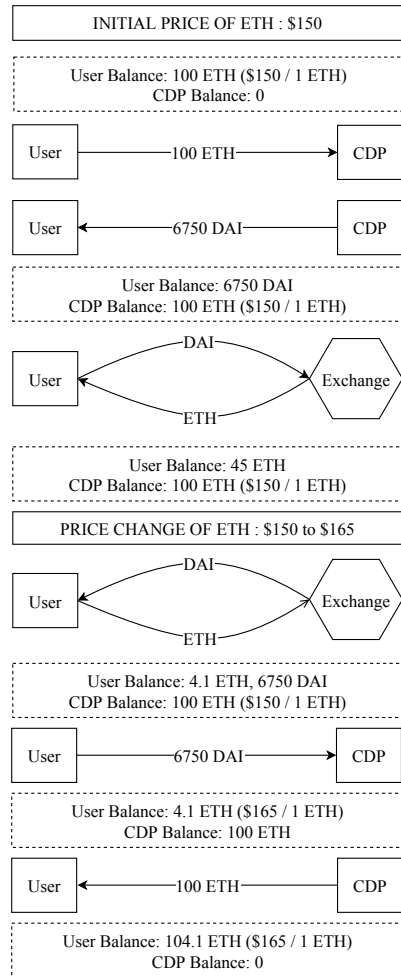 INITIAL PRICE OF ETH : $150
User Balance: 100 ETH ($150 / 1 ETH)
CDP Balance: 0
User
100 ETH
CDP
User
6750 DAI
CDP
User Balance: 6750 DAI
CDP Balance: 100 ETH ($150 / 1 ETH)
DAI
User
Exchange
ETH
User Balance: 45 ETH
CDP Balance: 100 ETH ($150 / 1 ETH)
PRICE CHANGE OF ETH : $150 to $165
DAI
User
Exchange
ETH
User Balance: 4.1 ETH, 6750 DAI
CDP Balance: 100 ETH ($150 / 1 ETH)
User
6750 DAI
CDP
User Balance: 4.1 ETH ($165 / 1 ETH)
CDP Balance: 100 ETH
User
100 ETH
CDP
User Balance: 104.1 ETH ($165 / 1 ETH)
CDP Balance: 0